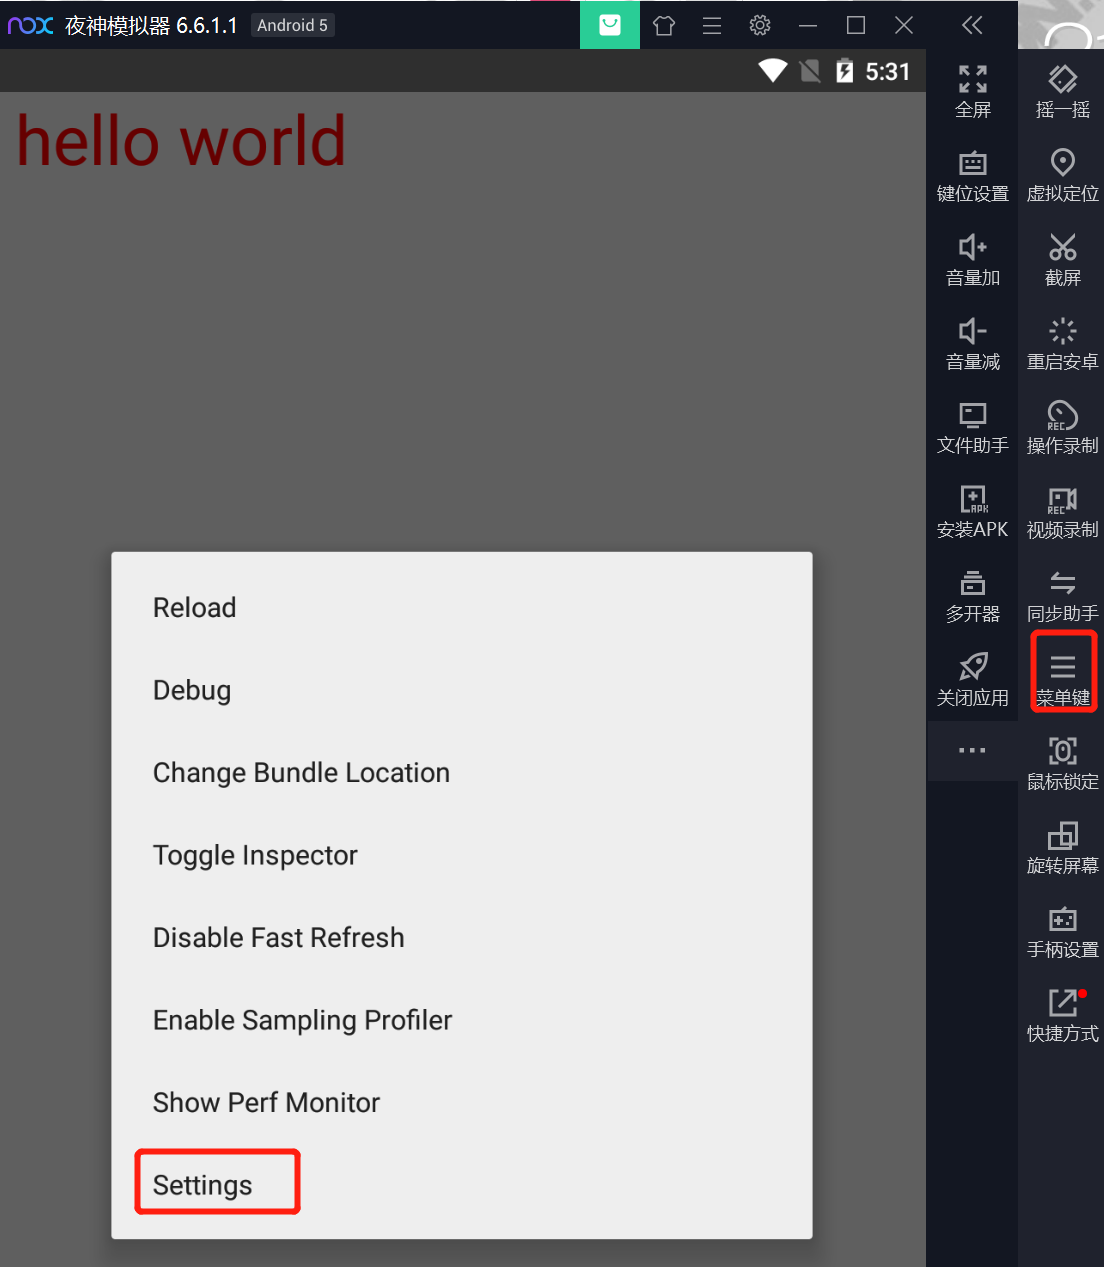 nox 夜神模拟器 6.6.1.1 Android 5
5:31
hello world
Reload
Debug
Change Bundle Location
Toggle Inspector
Disable Fast Refresh
Enable Sampling Profiler
Show Perf Monitor
Settings
全屏
键位设置
音量加
音量减
文件助手
APK
安装APK
多开器
关闭应用
摇一摇
虚拟定位
截屏
重启安卓
REC
操作录制
REC
视频录制
同步助手
菜单键
鼠标锁定
旋转屏幕
手柄设置
快捷方式